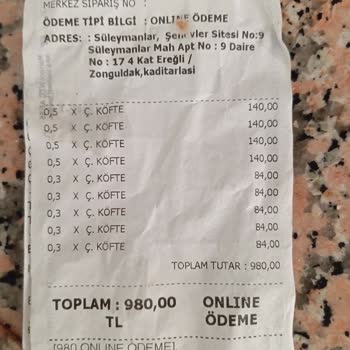 MERKEZ SİPARİŞ NO :
ÖDEME TİPİ BİLGİ : ONLINE ÖDEME
ADRES: : Süleymanlar, Şenevler Sitesi No:9
Süleymanlar Mah Apt No : 9 Daire
No : 17 4 Kat Ereğli /
Zonguldak,kaditarlasi
0,5 X Ç. KÖFTE 140,00
0,5 X Ç. KÖFTE 140,00
0,5 X Ç. KÖFTE 140,00
0,5 X Ç. KÖFTE 140,00
0,3 X Ç. KÖFTE 84,00
0,3 X Ç. KÖFTE 84,00
0,3 X Ç. KÖFTE 84,00
0,3 X Ç. KÖFTE 84,00
0,3 X Ç. KÖFTE 84,00
TOPLAM TUTAR : 980,00
TOPLAM : 980,00 ONLINE
TL ÖDEME
[980 ONLINE ÖDEME]